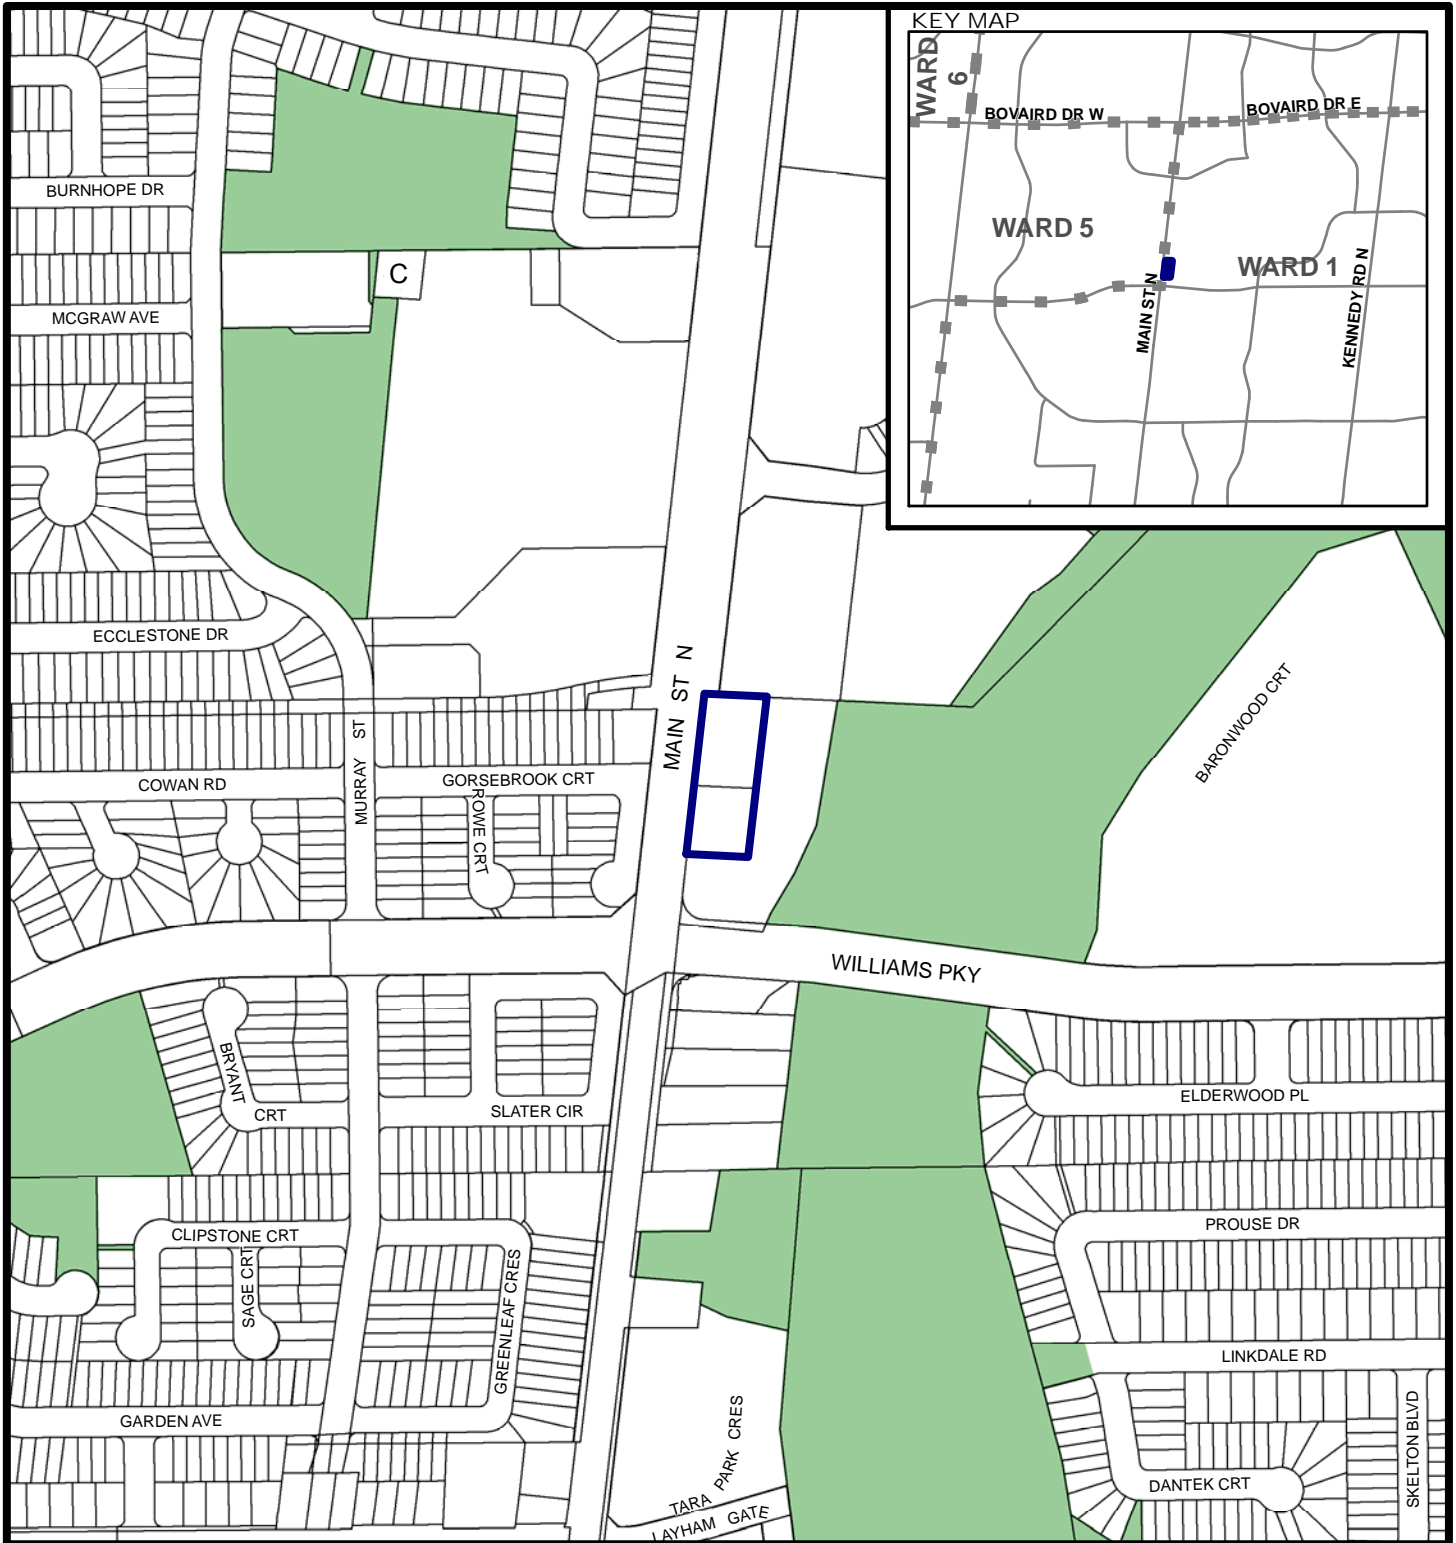 KEY MAP
WARD
6
BOVAIRD DR W
BOVAIRD DR E
WARD 5
WARD 1
MAIN ST N
KENNEDY RD N
BURNHOPE DR
C
MCGRAW AVE
ECCLESTONE DR
MAIN ST N
BARONWOOD CRT
MURRAY ST
COWAN RD
GORSEBROOK CRT
ROWE CRT
WILLIAMS PKY
BRYANT
CRT
SLATER CIR
ELDERWOOD PL
CLIPSTONE CRT
SAGE CRT
GREENLEAF CRES
PROUSE DR
LINKDALE RD
GARDEN AVE
TARA PARK CRES
LAYHAM GATE
DANTEK CRT
SKELTON BLVD